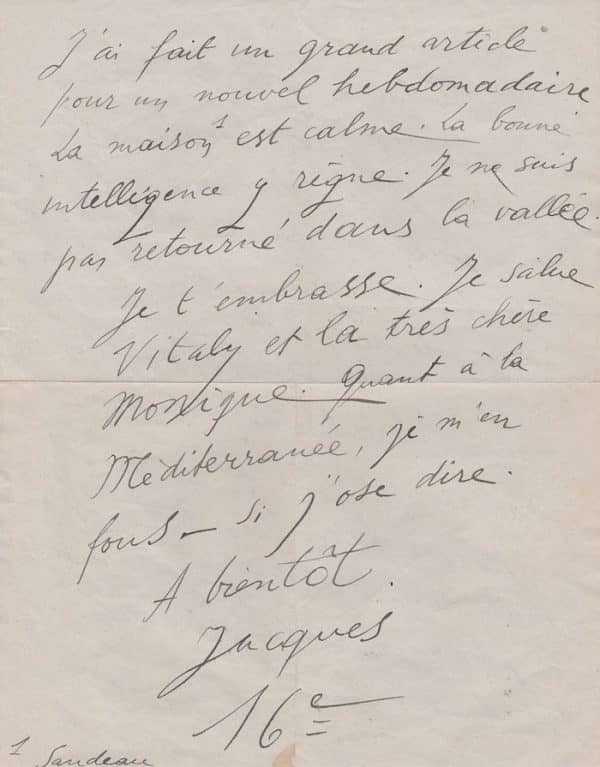 J'ai fait un grand article
pour un nouvel hebdomadaire
La maison¹ est calme. La bonne
intelligence y règne. Je ne suis
pas retourné dans la vallée.
Je t'embrasse. Je salue
Vitaly et la très chère
Monique. Quant à la
Méditerranée, je m'en
fous — si j'ose dire.
A bientôt.
Jacques
16e
1 Sandeau